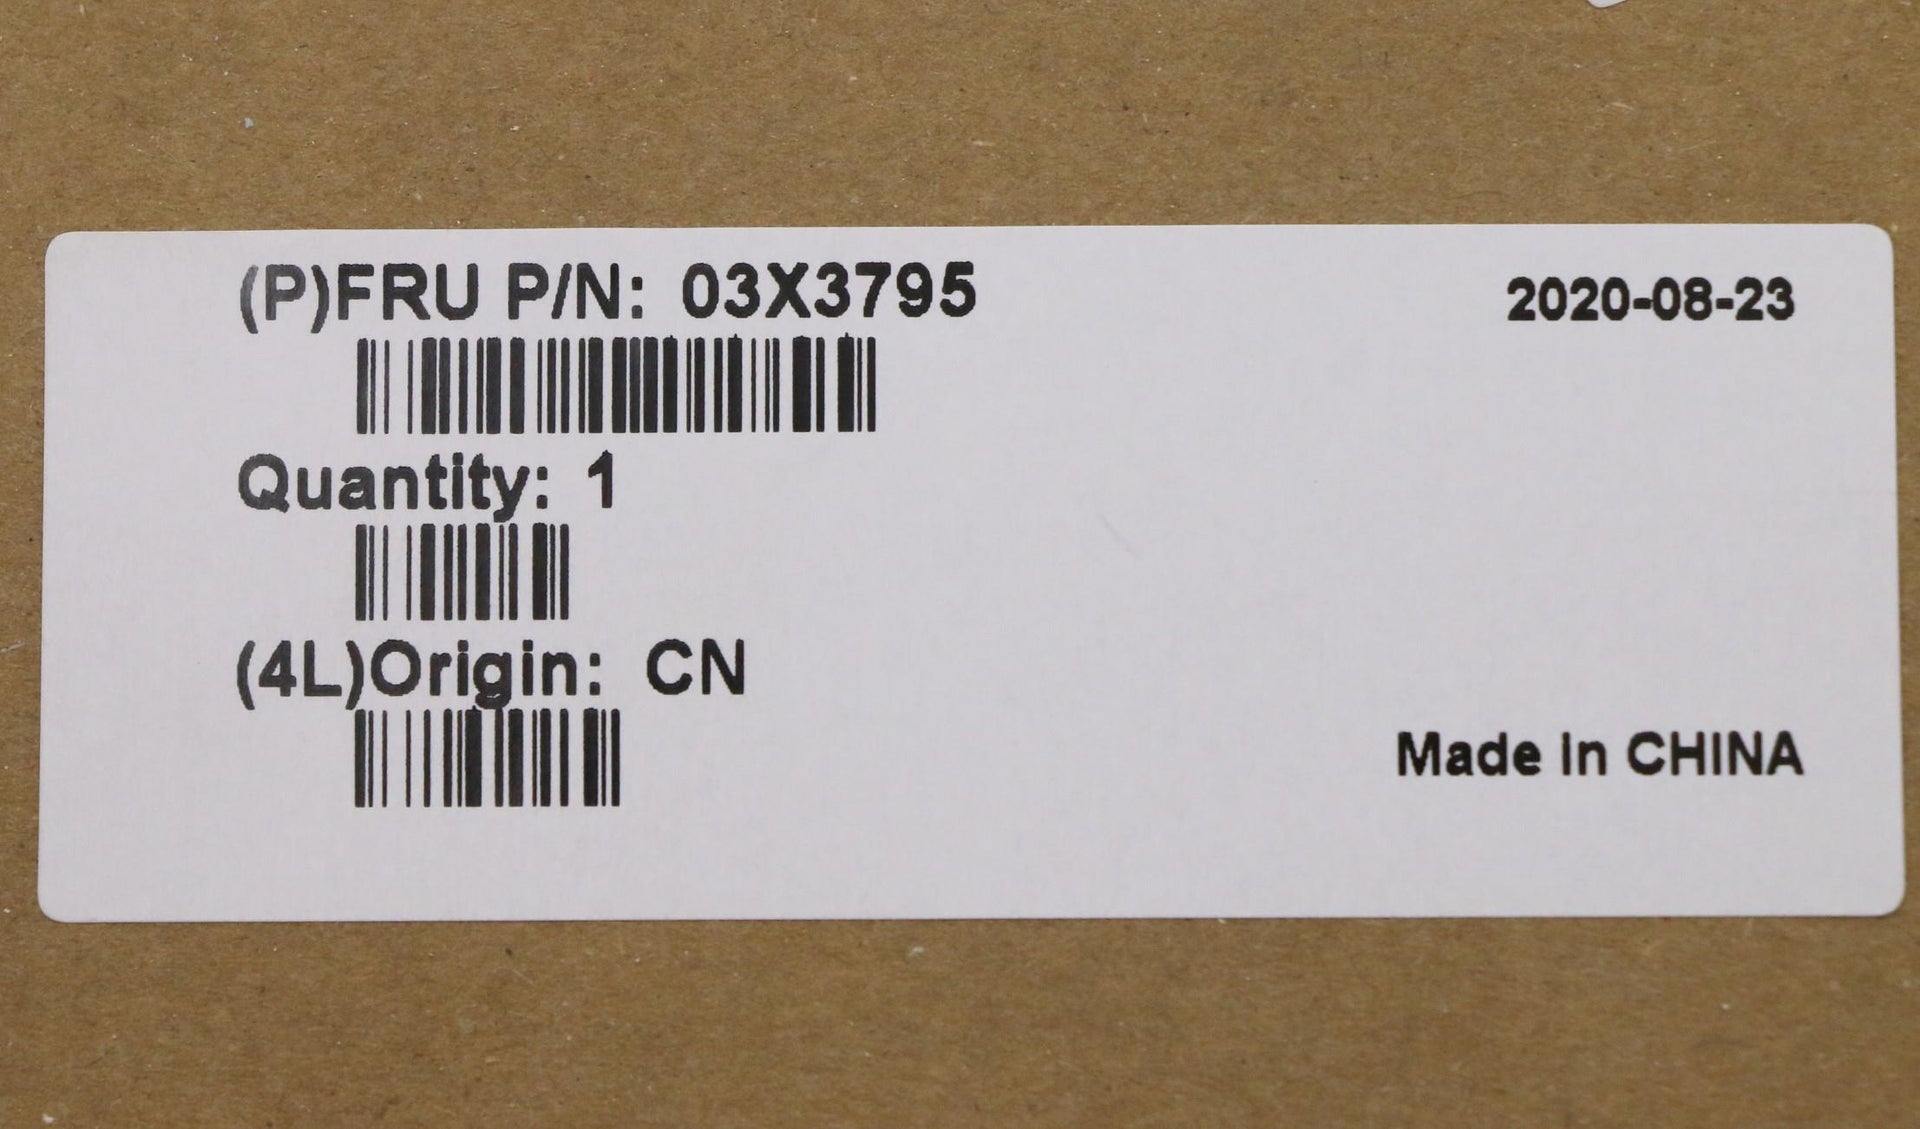 (P)FRU P/N: 03X3795
2020-08-23
Quantity: 1
(4L)Origin: CN
Made In CHINA